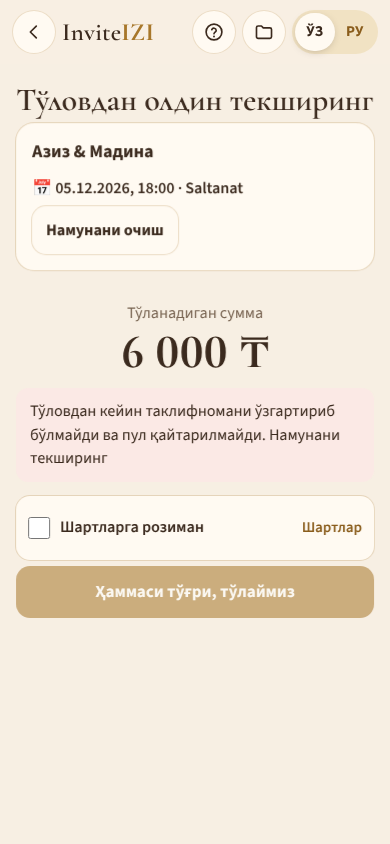 InviteIZI
ЎЗ
РУ
Тўловдан олдин текширинг
Азиз & Мадина
05.12.2026, 18:00 · Saltanat
Намунани очиш
Тўланадиган сумма
6 000 ₸
Тўловдан кейин таклифномани ўзгартириб
бўлмайди ва пул қайтарилмайди. Намунани
текширинг
Шартларга розиман
Шартлар
Ҳаммаси тўғри, тўлаймиз